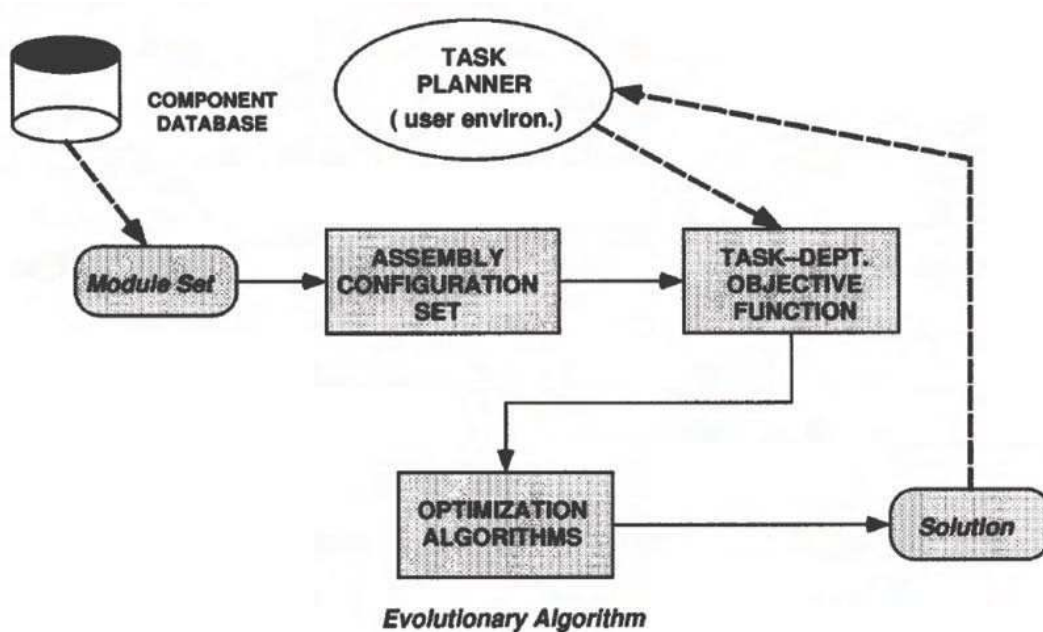 COMPONENT
DATABASE
TASK
PLANNER
( user environ.)
Module Set
ASSEMBLY
CONFIGURATION
SET
TASK–DEPT.
OBJECTIVE
FUNCTION
OPTIMIZATION
ALGORITHMS
Solution
Evolutionary Algorithm